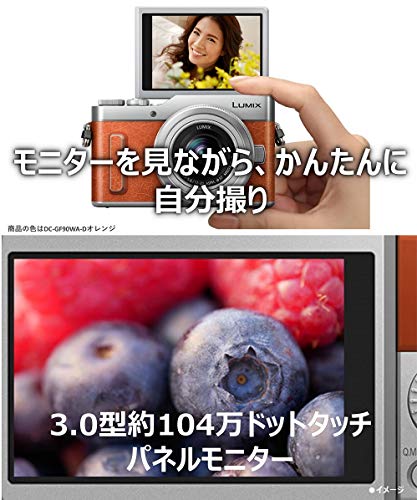 LUMIX
LUMIX
モニターを見ながら、かんたんに
自分撮り
商品の色はDC-GF90WA-Dオレンジ
3.0型約104万ドットタッチ
パネルモニター
Q.M
●イメージ